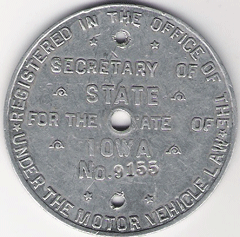 REGISTERED IN THE OFFICE OF THE
SECRETARY OF
STATE
FOR THE STATE OF
IOWA
No. 9155
UNDER THE MOTOR VEHICLE LAW